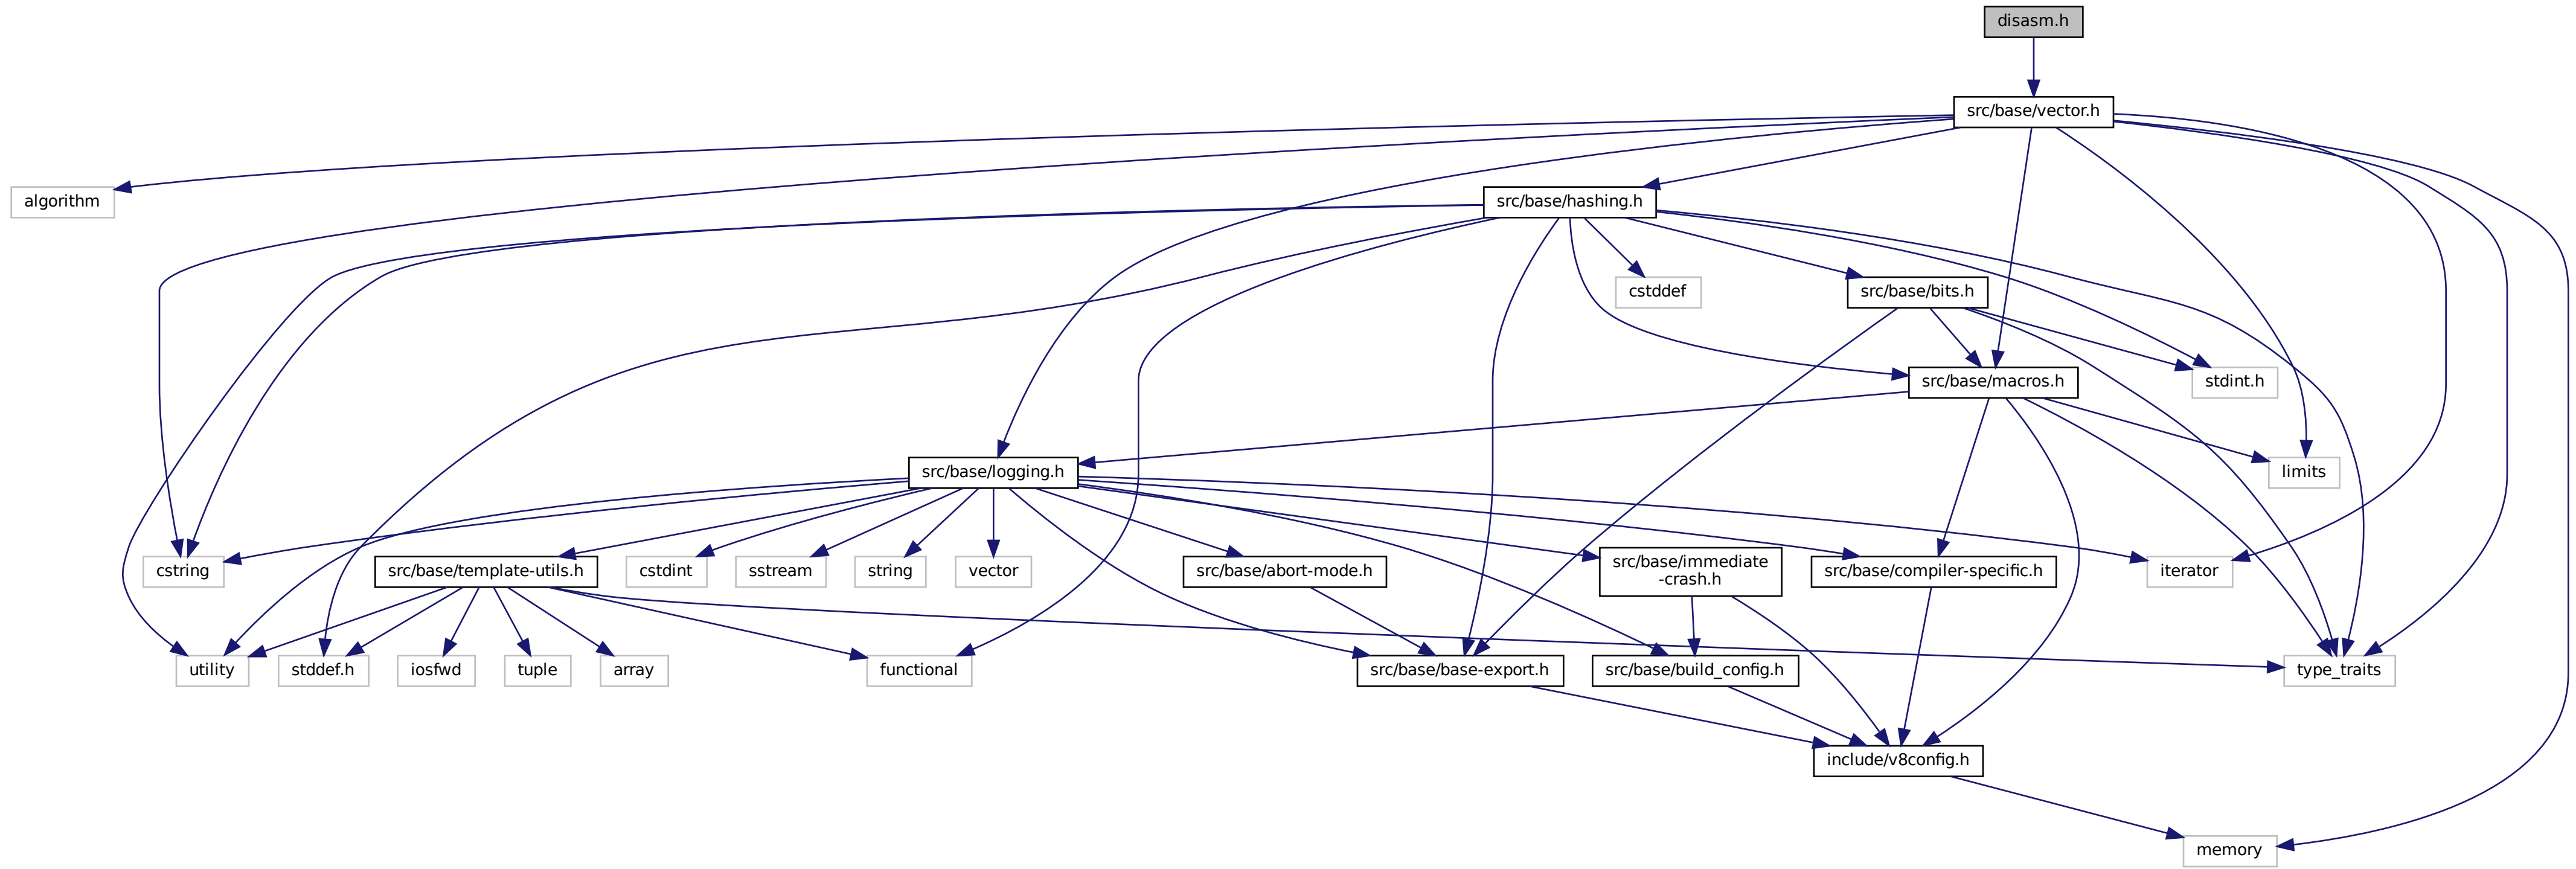 disasm.h
src/base/vector.h
algorithm
src/base/hashing.h
cstddef
src/base/bits.h
src/base/macros.h
stdint.h
src/base/logging.h
limits
cstring
src/base/template-utils.h
cstdint
sstream
string
vector
src/base/abort-mode.h
src/base/immediate
-crash.h
src/base/compiler-specific.h
iterator
utility
stddef.h
iosfwd
tuple
array
functional
src/base/base-export.h
src/base/build_config.h
type_traits
include/v8config.h
memory